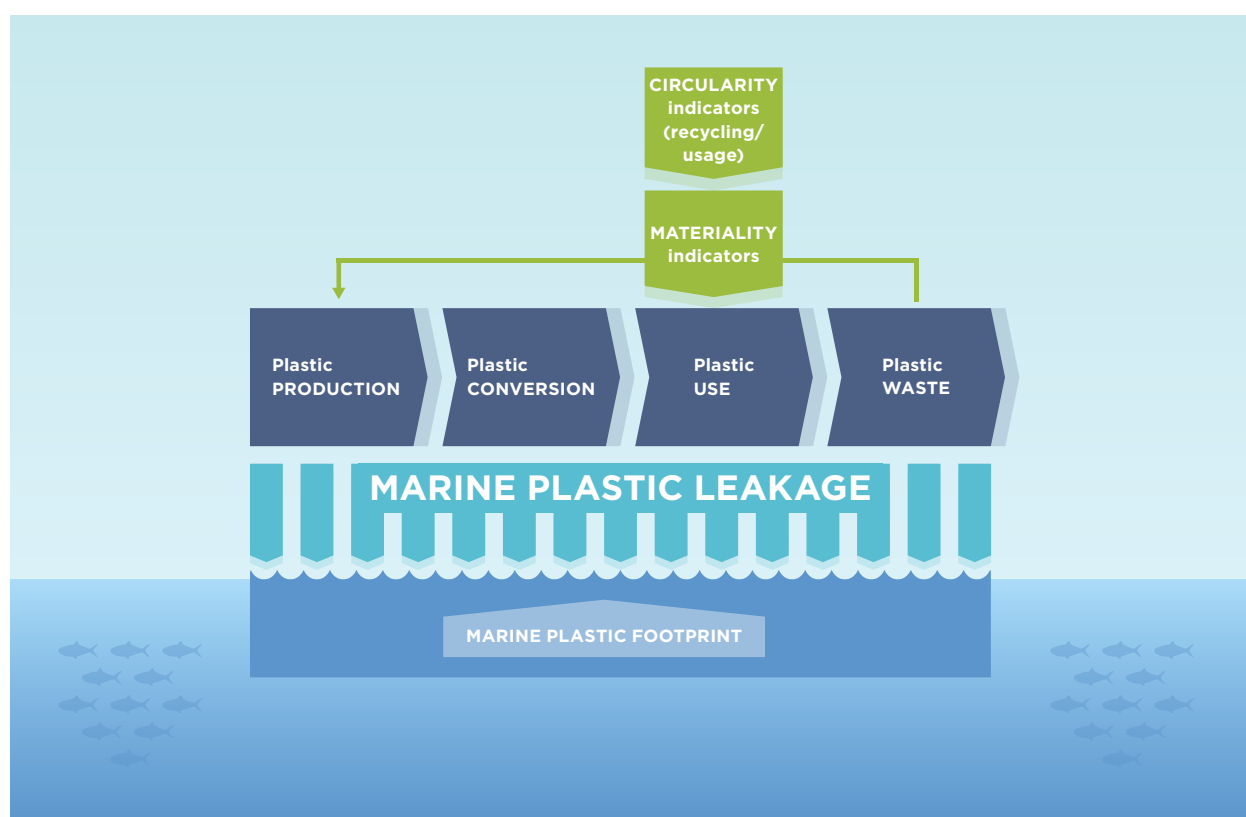 CIRCULARITY
indicators
(recycling/
usage)
MATERIALITY
indicators
Plastic
PRODUCTION
Plastic
CONVERSION
Plastic
USE
Plastic
WASTE
MARINE PLASTIC LEAKAGE
MARINE PLASTIC FOOTPRINT